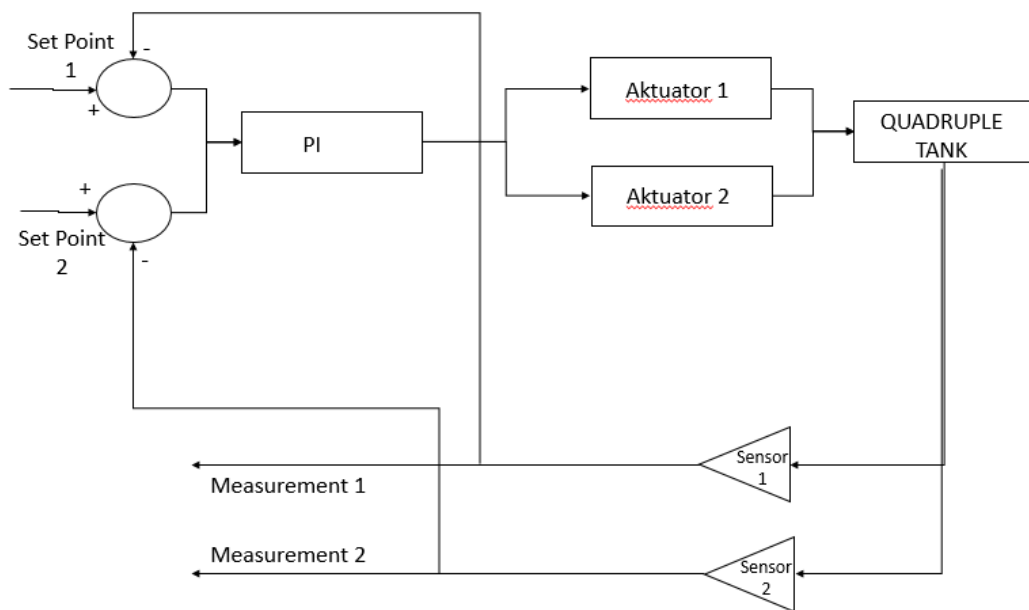 Set Point
1
-
+
PI
Aktuator 1
QUADRUPLE
TANK
+
Set Point
2
-
Aktuator 2
Sensor
1
Measurement 1
Measurement 2
Sensor
2